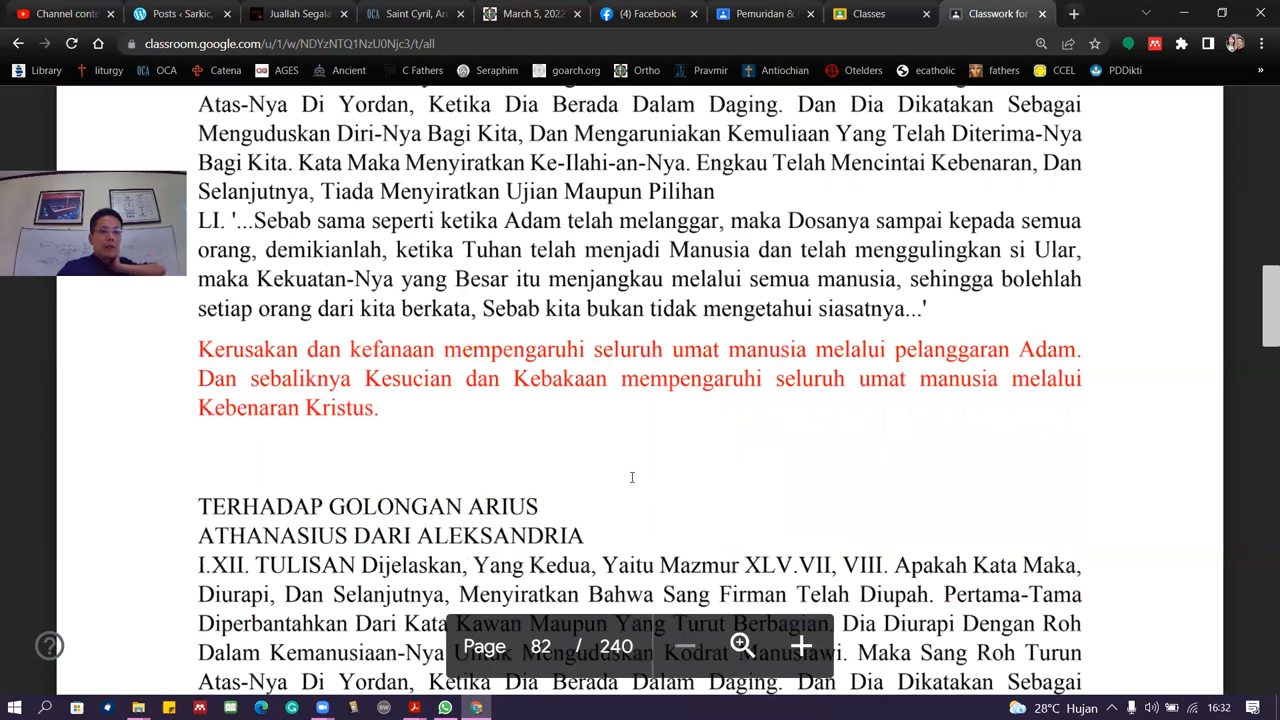 Channel content
Posts ‹ Sarkic,
Juallah Segala
Saint Cyril, Ar
March 5, 2022
(4) Facebook
Pemuridan &
Classes
Classwork for
classroom.google.com/u/1/w/NDYzNTQ1NzU0Njc3/t/all
Library
liturgy
OCA
Catena
AGES
Ancient
C Fathers
Seraphim
goarch.org
Ortho
Pravmir
Antiochian
Otelders
ecatholic
fathers
CCEL
PDDikti
Atas-Nya Di Yordan, Ketika Dia Berada Dalam Daging. Dan Dia Dikatakan Sebagai
Menguduskan Diri-Nya Bagi Kita, Dan Mengaruniakan Kemuliaan Yang Telah Diterima-Nya
Bagi Kita. Kata Maka Menyiratkan Ke-Ilahi-an-Nya. Engkau Telah Mencintai Kebenaran, Dan
Selanjutnya, Tiada Menyiratkan Ujian Maupun Pilihan
LI. '...Sebab sama seperti ketika Adam telah melanggar, maka Dosanya sampai kepada semua
orang, demikianlah, ketika Tuhan telah menjadi Manusia dan telah menggulingkan si Ular,
maka Kekuatan-Nya yang Besar itu menjangkau melalui semua manusia, sehingga bolehlah
setiap orang dari kita berkata, Sebab kita bukan tidak mengetahui siasatnya...'
Kerusakan dan kefanaan mempengaruhi seluruh umat manusia melalui pelanggaran Adam.
Dan sebaliknya Kesucian dan Kebakaan mempengaruhi seluruh umat manusia melalui
Kebenaran Kristus.
TERHADAP GOLONGAN ARIUS
ATHANASIUS DARI ALEKSANDRIA
I.XII. TULISAN Dijelaskan, Yang Kedua, Yaitu Mazmur XLV.VII, VIII. Apakah Kata Maka,
Diurapi, Dan Selanjutnya, Menyiratkan Bahwa Sang Firman Telah Diupah. Pertama-Tama
Diperbantahkan Dari Kata Kawan Maupun Yang Turut Berbagian. Dia Diurapi Dengan Roh
Dalam Kemanusiaan-Nya Untuk Menguduskan Kodrat Manusiawi. Maka Sang Roh Turun
Atas-Nya Di Yordan, Ketika Dia Berada Dalam Daging. Dan Dia Dikatakan Sebagai
Page 82 / 240
28°C Hujan
16:32